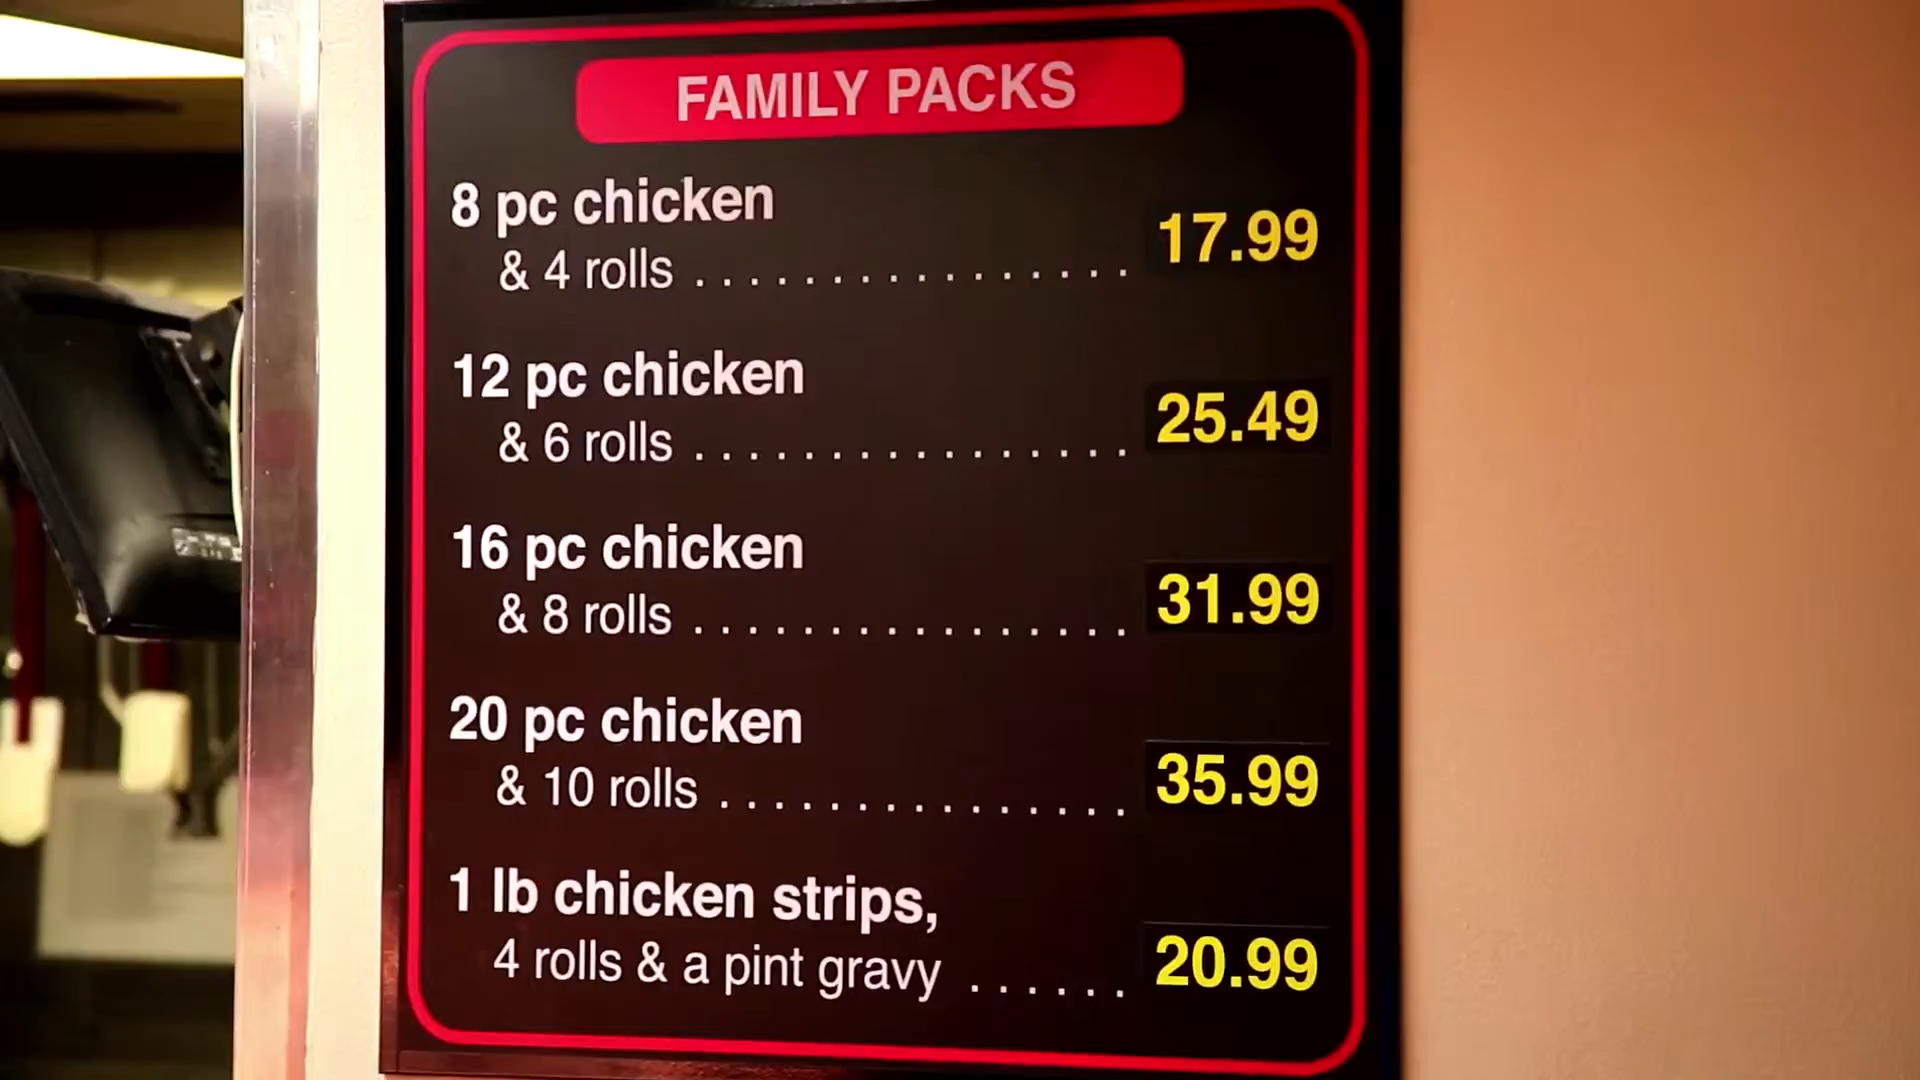 FAMILY PACKS
8 pc chicken
& 4 rolls ................ 17.99
12 pc chicken
& 6 rolls ................ 25.49
16 pc chicken
& 8 rolls ................ 31.99
20 pc chicken
& 10 rolls ............... 35.99
1 lb chicken strips,
4 rolls & a pint gravy ...... 20.99